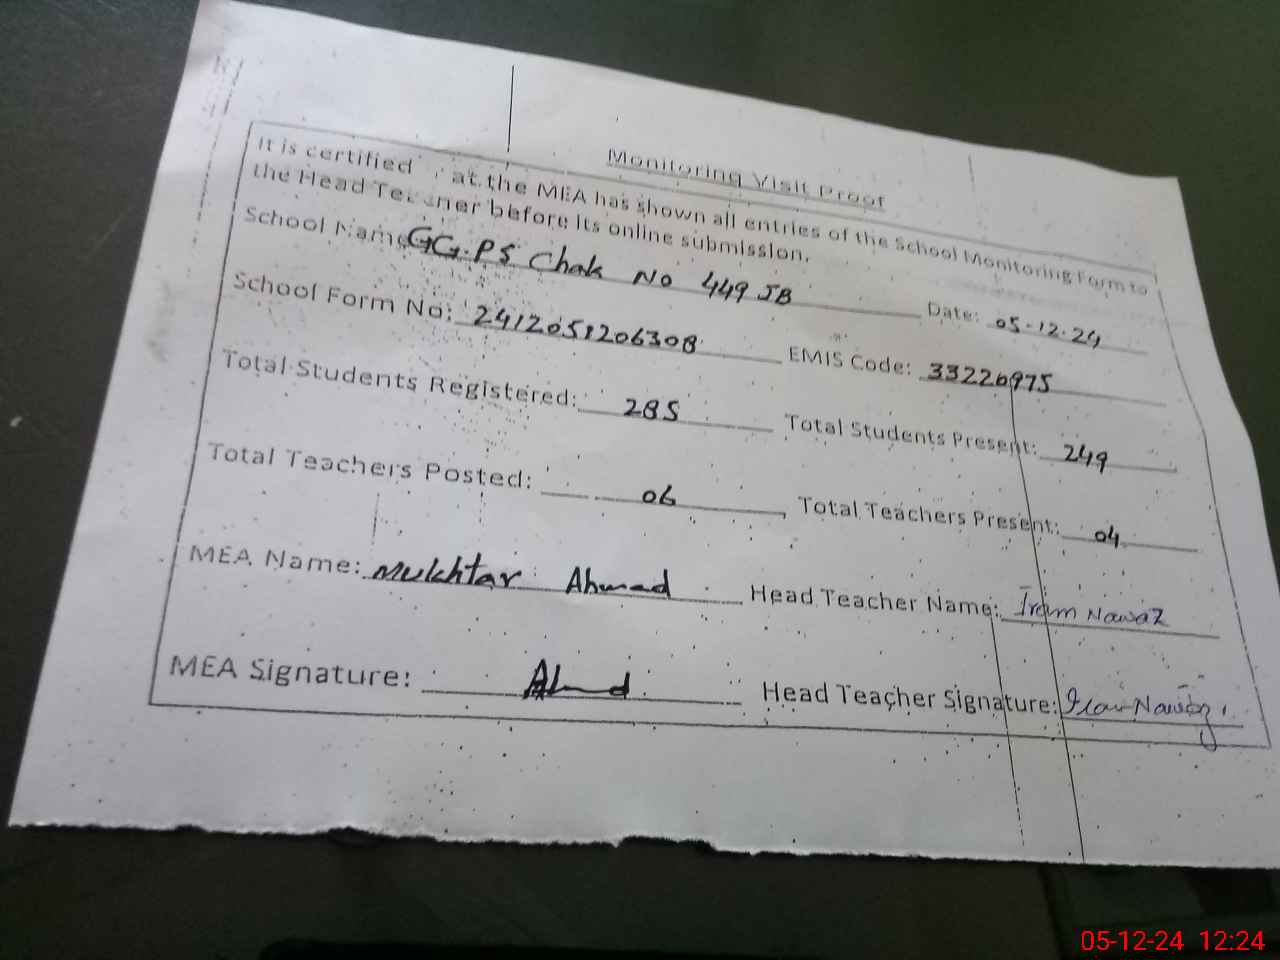 Monitoring Visit Proof
It is certified at the MEA has shown all entries of the School Monitoring Form to
the Head Teacher before its online submission.
School Name GG.PS Chak No 449 JB Date: 05-12-24
School Form No: 2412051206308 EMIS Code: 33220975
Total Students Registered: 285 Total Students Present: 249
Total Teachers Posted: 06 Total Teachers Present: 04
MEA Name: Mukhtar Ahmad Head Teacher Name: Iram Nawaz
MEA Signature: Head Teacher Signature: Iram Nawaz
05-12-24 12:24